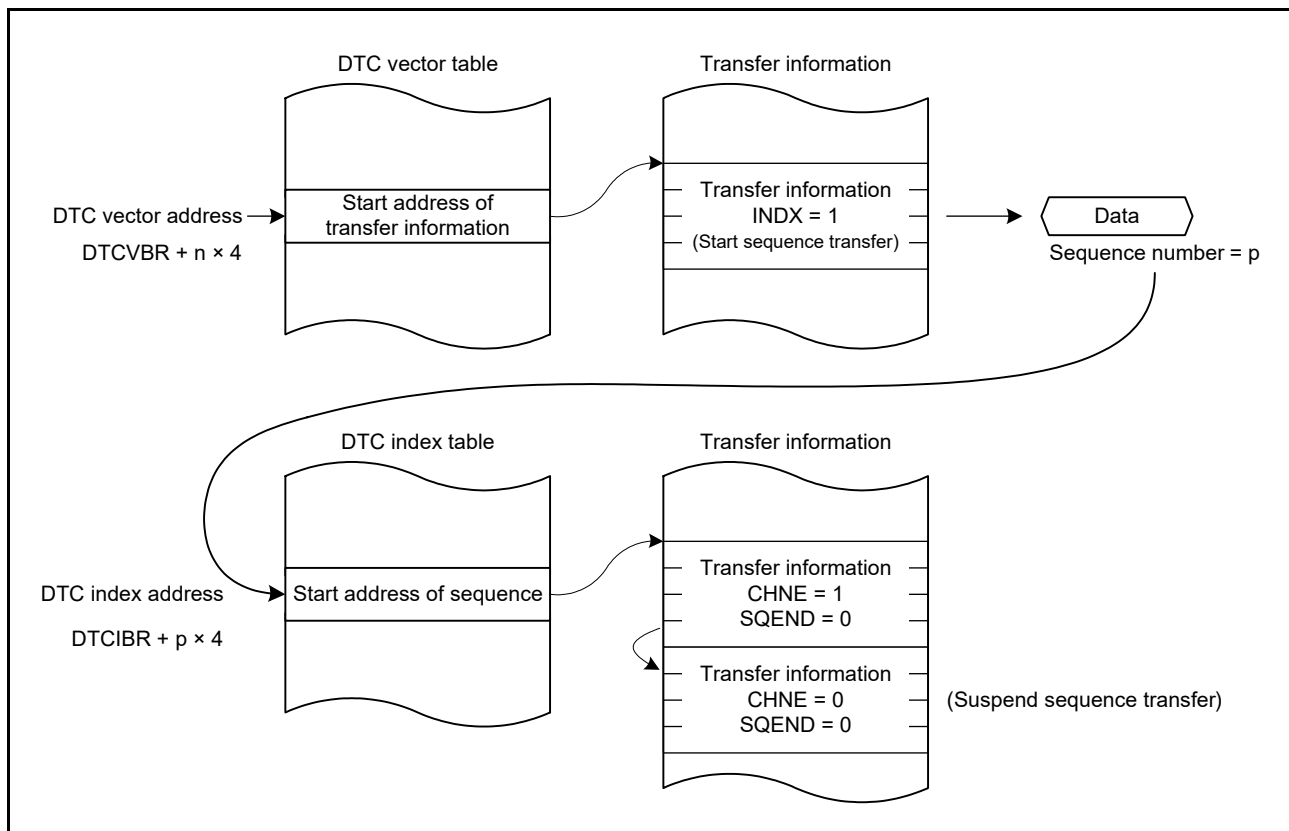 DTC vector table
Transfer information
DTC vector address
DTCVBR + n × 4
Start address of
transfer information
Transfer information
INDX = 1
(Start sequence transfer)
Data
Sequence number = p
DTC index table
Transfer information
DTC index address
DTCIBR + p × 4
Start address of sequence
Transfer information
CHNE = 1
SQEND = 0
Transfer information
CHNE = 0
SQEND = 0
(Suspend sequence transfer)